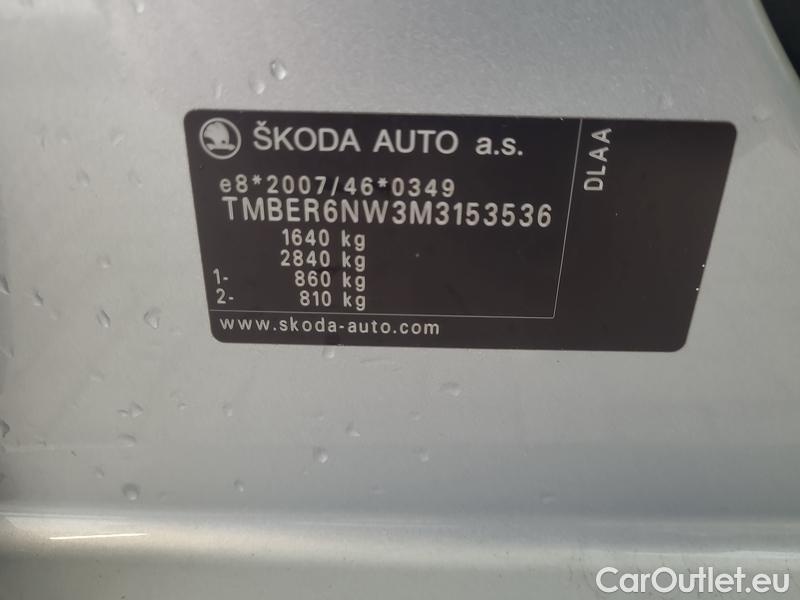 ŠKODA AUTO a.s.
e8*2007/46*0349
TMBER6NW3M3153536
1640 kg
2840 kg
1- 860 kg
2- 810 kg
www.skoda-auto.com
DLAA
CarOutlet.eu